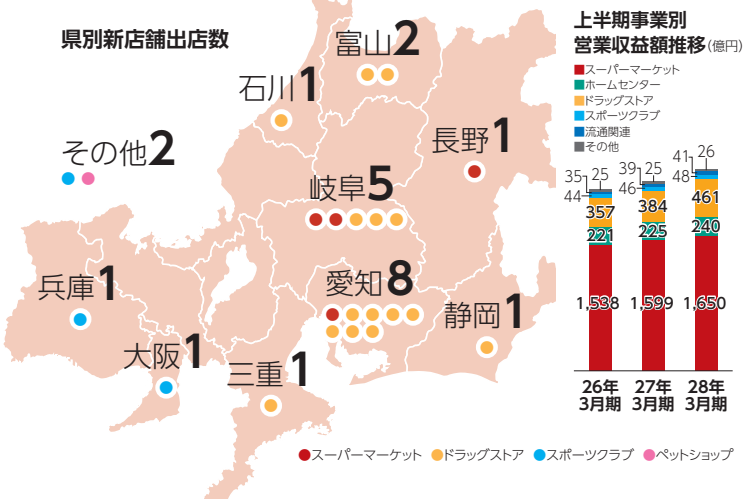 県別新店舗出店数
富山2
石川1
長野1
その他2
岐阜5
愛知8
兵庫1
静岡1
大阪1
三重1
●スーパーマーケット ●ドラッグストア ●スポーツクラブ ●ペットショップ
上半期事業別
営業収益額推移(億円)
■スーパーマーケット
■ホームセンター
■ドラッグストア
■スポーツクラブ
■流通関連
■その他
35 25
44
357
221
1,538
26年
3月期
39 25
46
384
225
1,599
27年
3月期
41 26
48
461
240
1,650
28年
3月期